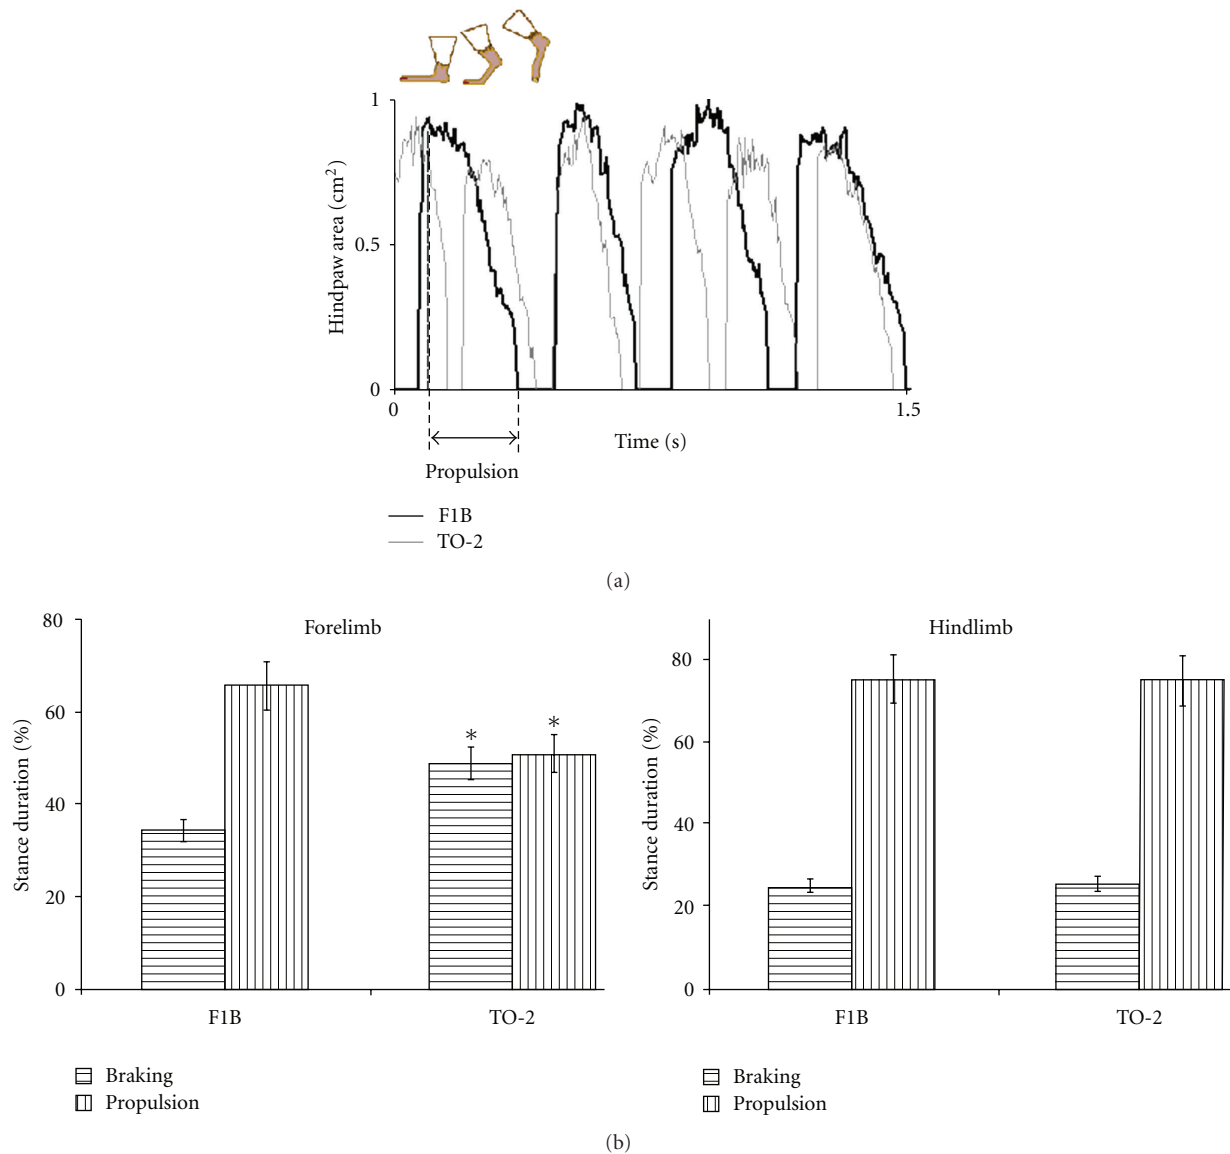 1
Hindpaw area (cm²)
0.5
0
0
1.5
Time (s)
Propulsion
F1B
TO-2
(a)
80
Forelimb
60
*
*
Stance duration (%)
40
20
0
F1B
TO-2
Braking
Propulsion
Hindlimb
80
60
Stance duration (%)
40
20
0
F1B
TO-2
Braking
Propulsion
(b)